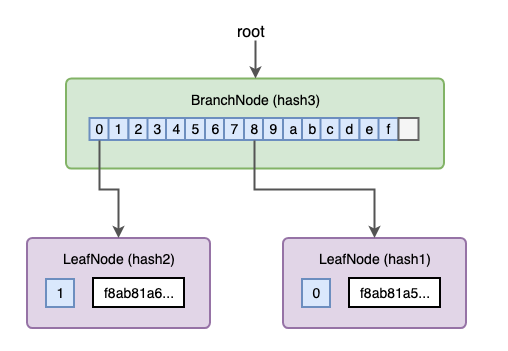 root
BranchNode (hash3)
0 1 2 3 4 5 6 7 8 9 a b c d e f
LeafNode (hash2)
1 f8ab81a6...
LeafNode (hash1)
0 f8ab81a5...